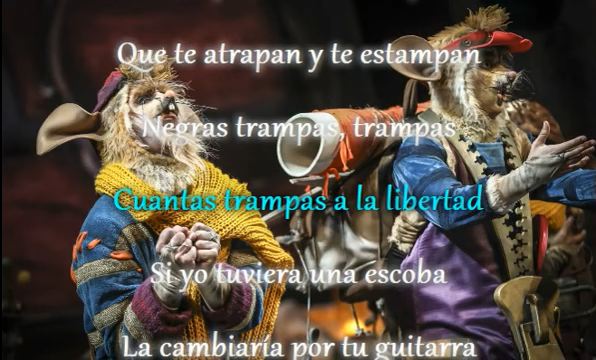 Que te atrapan y te estampan
Negras trampas, trampas
Cuantas trampas a la libertad
Si yo tuviera una escoba
La cambiaría por tu guitarra